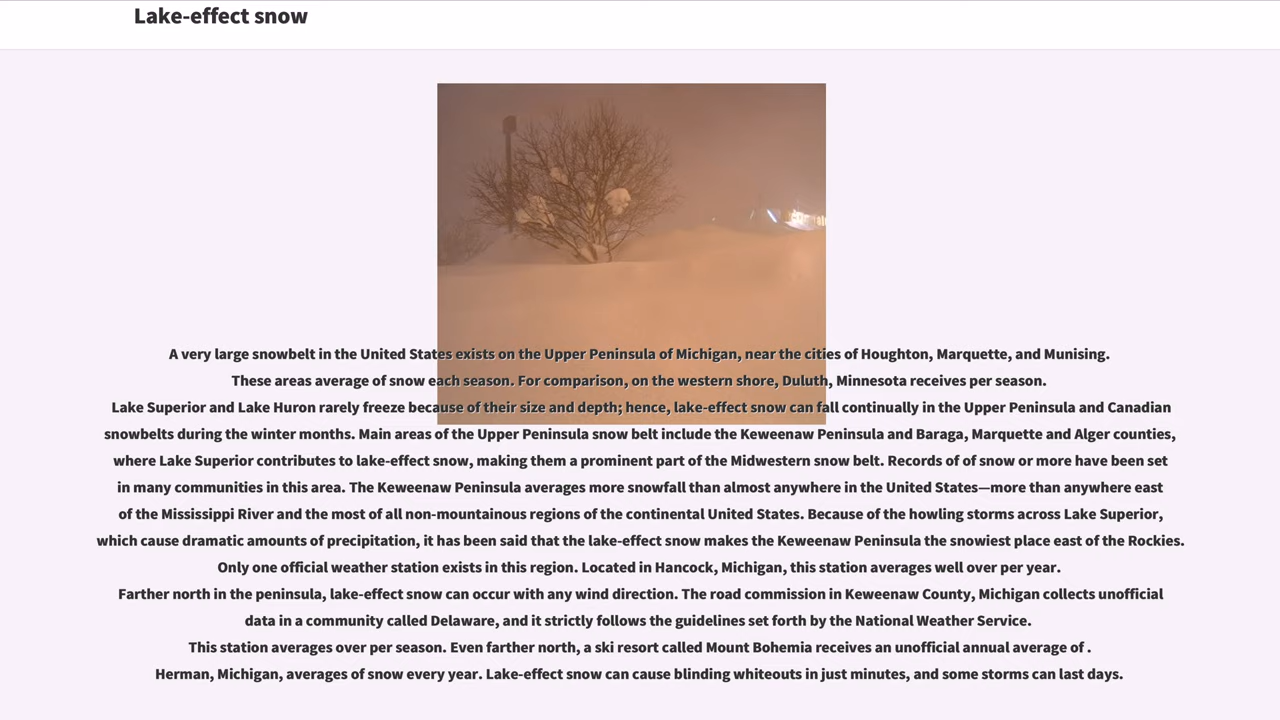 Lake-effect snow
A very large snowbelt in the United States exists on the Upper Peninsula of Michigan, near the cities of Houghton, Marquette, and Munising.
These areas average of snow each season. For comparison, on the western shore, Duluth, Minnesota receives per season.
Lake Superior and Lake Huron rarely freeze because of their size and depth; hence, lake-effect snow can fall continually in the Upper Peninsula and Canadian
snowbelts during the winter months. Main areas of the Upper Peninsula snow belt include the Keweenaw Peninsula and Baraga, Marquette and Alger counties,
where Lake Superior contributes to lake-effect snow, making them a prominent part of the Midwestern snow belt. Records of of snow or more have been set
in many communities in this area. The Keweenaw Peninsula averages more snowfall than almost anywhere in the United States—more than anywhere east
of the Mississippi River and the most of all non-mountainous regions of the continental United States. Because of the howling storms across Lake Superior,
which cause dramatic amounts of precipitation, it has been said that the lake-effect snow makes the Keweenaw Peninsula the snowiest place east of the Rockies.
Only one official weather station exists in this region. Located in Hancock, Michigan, this station averages well over per year.
Farther north in the peninsula, lake-effect snow can occur with any wind direction. The road commission in Keweenaw County, Michigan collects unofficial
data in a community called Delaware, and it strictly follows the guidelines set forth by the National Weather Service.
This station averages over per season. Even farther north, a ski resort called Mount Bohemia receives an unofficial annual average of .
Herman, Michigan, averages of snow every year. Lake-effect snow can cause blinding whiteouts in just minutes, and some storms can last days.